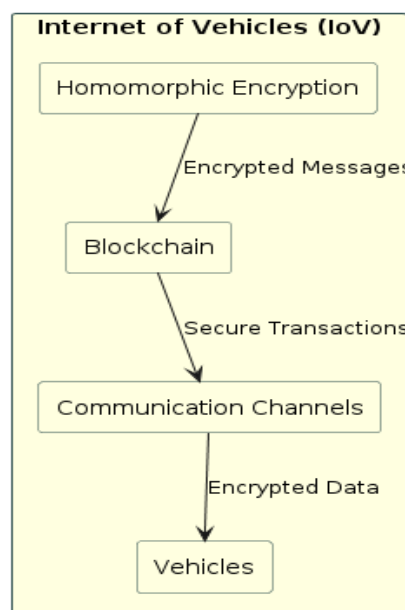 Internet of Vehicles (IoV)
Homomorphic Encryption
Encrypted Messages
Blockchain
Secure Transactions
Communication Channels
Encrypted Data
Vehicles